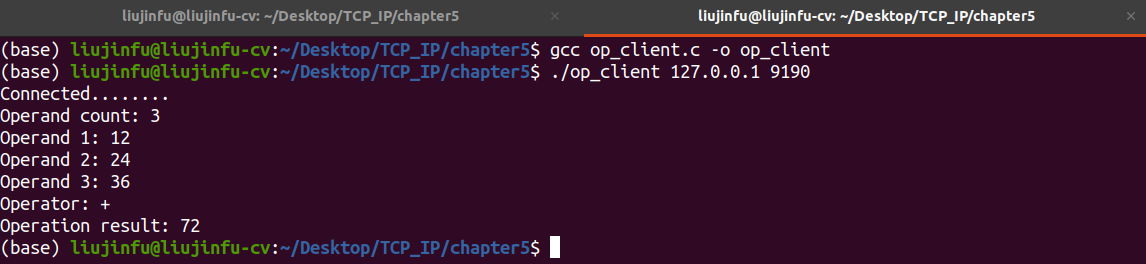 liujinfu@liujinfu-cv: ~/Desktop/TCP_IP/chapter5 × liujinfu@liujinfu-cv: ~/Desktop/TCP_IP/chapter5 ×
(base) liujinfu@liujinfu-cv:~/Desktop/TCP_IP/chapter5$ gcc op_client.c -o op_client
(base) liujinfu@liujinfu-cv:~/Desktop/TCP_IP/chapter5$ ./op_client 127.0.0.1 9190
Connected........
Operand count: 3
Operand 1: 12
Operand 2: 24
Operand 3: 36
Operator: +
Operation result: 72
(base) liujinfu@liujinfu-cv:~/Desktop/TCP_IP/chapter5$